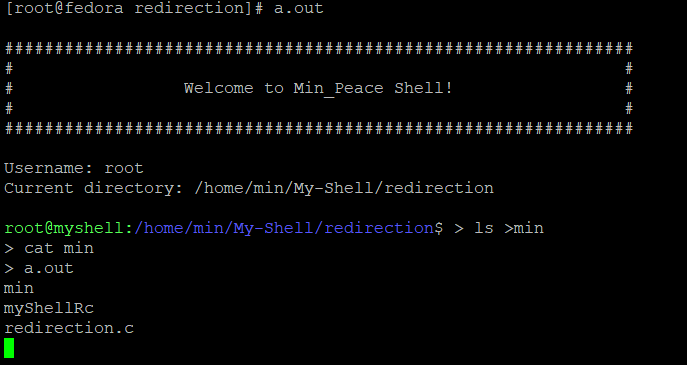 [root@fedora redirection]# a.out
###############################################################
# #
# Welcome to Min_Peace Shell! #
# #
###############################################################
Username: root
Current directory: /home/min/My-Shell/redirection
root@myshell:/home/min/My-Shell/redirection$ > ls >min
> cat min
> a.out
min
myShellRc
redirection.c